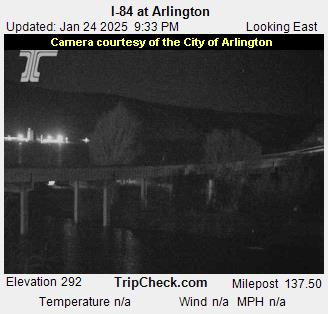 I-84 at Arlington
Updated: Jan 24 2025 9:33 PM Looking East
Camera courtesy of the City of Arlington
Elevation 292 TripCheck.com Milepost 137.50
Temperature n/a Wind n/a MPH n/a